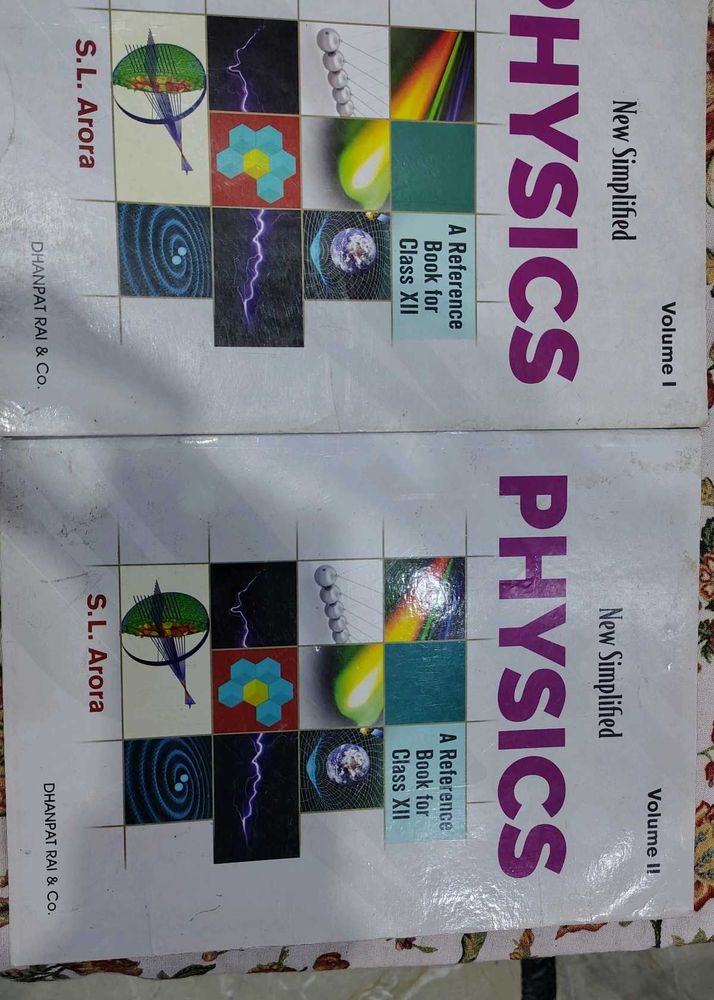 Volume I
New Simplified
PHYSICS
A Reference
Book for
Class XII
S.L. Arora
DHANPAT RAI & Co.
Volume II
New Simplified
PHYSICS
A Reference
Book for
Class XII
S.L. Arora
DHANPAT RAI & Co.